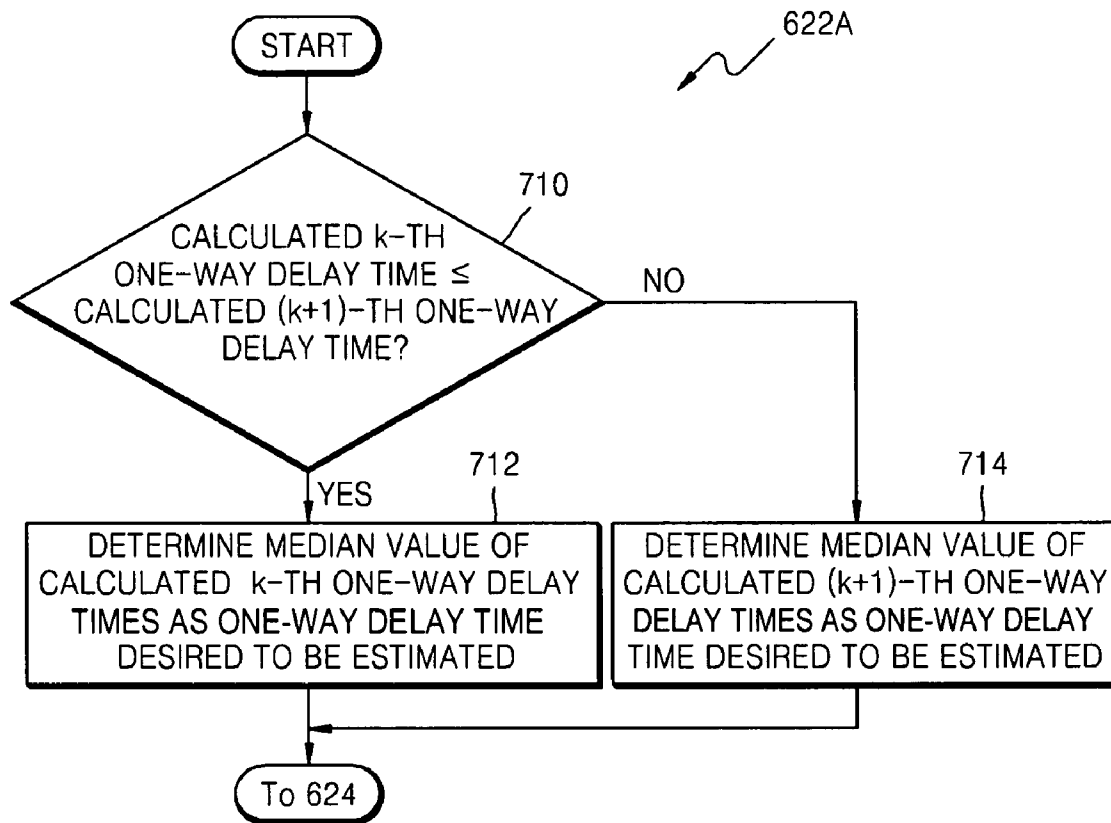 START
622A
710
CALCULATED k-TH
ONE-WAY DELAY TIME ≤
CALCULATED (k+1)-TH ONE-WAY
DELAY TIME?
NO
YES
712
DETERMINE MEDIAN VALUE OF
CALCULATED k-TH ONE-WAY DELAY
TIMES AS ONE-WAY DELAY TIME
DESIRED TO BE ESTIMATED
714
DETERMINE MEDIAN VALUE OF
CALCULATED (k+1)-TH ONE-WAY
DELAY TIMES AS ONE-WAY DELAY
TIME DESIRED TO BE ESTIMATED
To 624